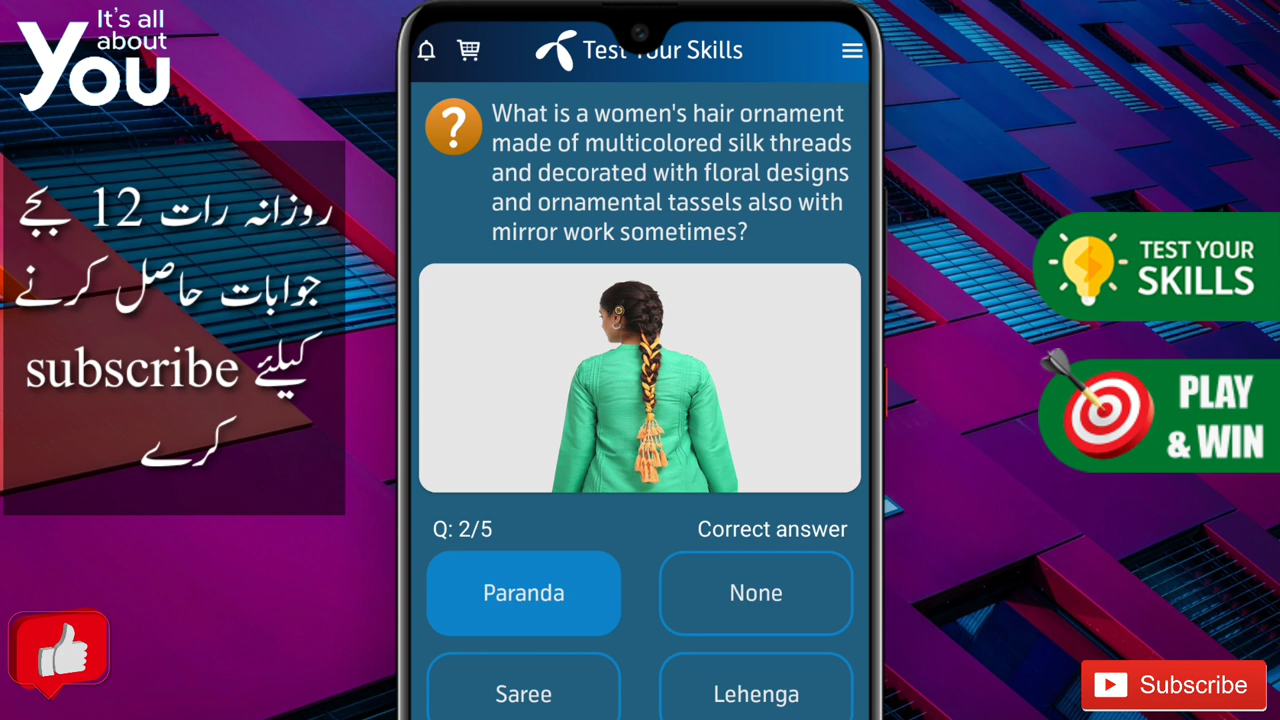 It's all
about
You
روزانہ رات 12 بجے
جوابات حاصل کرنے
کیلئے subscribe
کرے
Test Your Skills
What is a women's hair ornament
made of multicolored silk threads
and decorated with floral designs
and ornamental tassels also with
mirror work sometimes?
Q: 2/5
Correct answer
Paranda
None
Saree
Lehenga
TEST YOUR
SKILLS
PLAY
& WIN
Subscribe